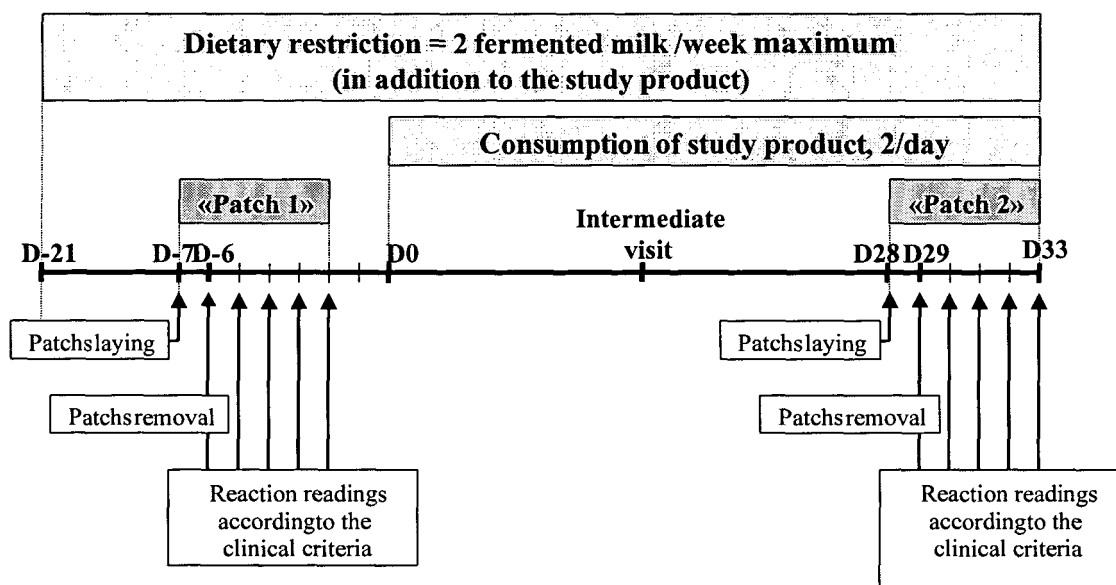 Dietary restriction = 2 fermented milk /week maximum
(in addition to the study product)
Consumption of study product, 2/day
«Patch 1»
«Patch 2»
Intermediate
visit
D-21
D-7
D-6
D0
D28
D29
D33
Patchslaying
Patchslaying
Patchsremoval
Patchsremoval
Reaction readings
accordingto the
clinical criteria
Reaction readings
accordingto the
clinical criteria